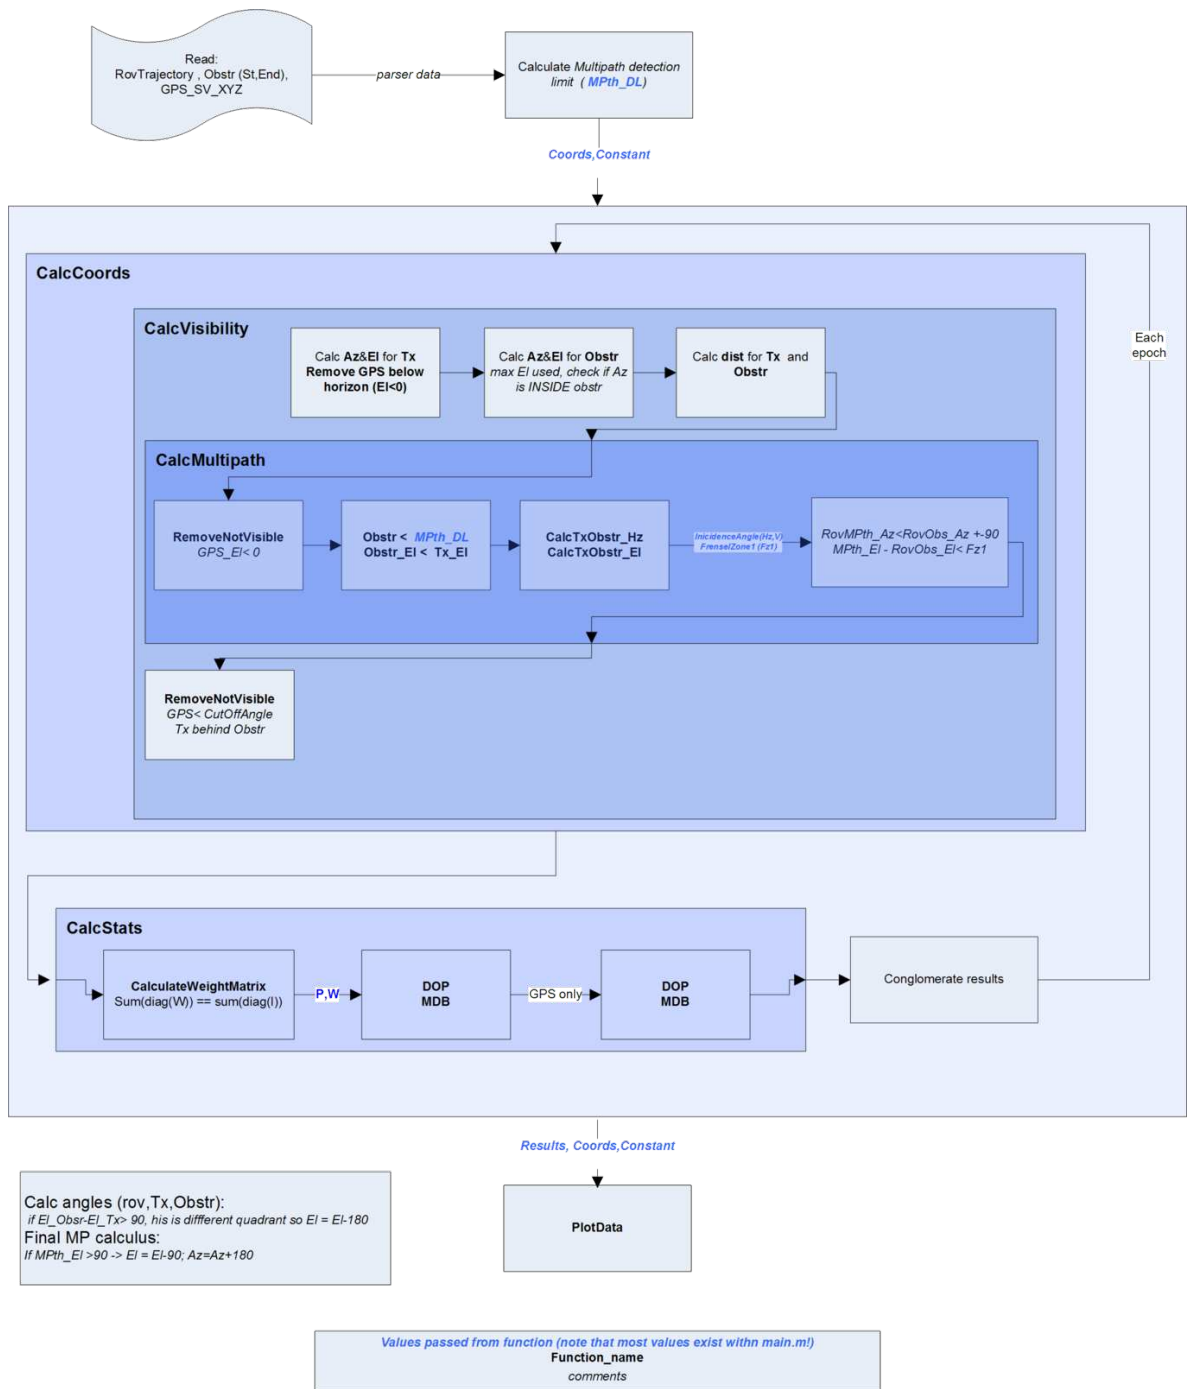 Read:
RovTrajectory , Obstr (St,End),
GPS_SV_XYZ
parser data
Calculate Multipath detection
limit ( MPth_DL)
Coords,Constant
Each
epoch
CalcCoords
CalcVisibility
Calc Az&El for Tx
Remove GPS below
horizon (El<0)
Calc Az&El for Obstr
max El used, check if Az
is INSIDE obstr
Calc dist for Tx and
Obstr
CalcMultipath
RemoveNotVisible
GPS_El< 0
Obstr < MPth_DL
Obstr_El < Tx_El
CalcTxObstr_Hz
CalcTxObstr_El
InicidenceAngle(Hz,V)
FrenselZone1 (Fz1)
RovMPth_Az<RovObs_Az +-90
MPth_El - RovObs_El< Fz1
RemoveNotVisible
GPS< CutOffAngle
Tx behind Obstr
CalcStats
CalculateWeightMatrix
Sum(diag(W)) == sum(diag(I))
P,W
DOP
MDB
GPS only
DOP
MDB
Conglomerate results
Results, Coords,Constant
Calc angles (rov,Tx,Obstr):
if El_Obsr-El_Tx> 90, his is diffferent quadrant so El = El-180
Final MP calculus:
If MPth_El >90 -> El = El-90; Az=Az+180
PlotData
Values passed from function (note that most values exist withn main.m!)
Function_name
comments